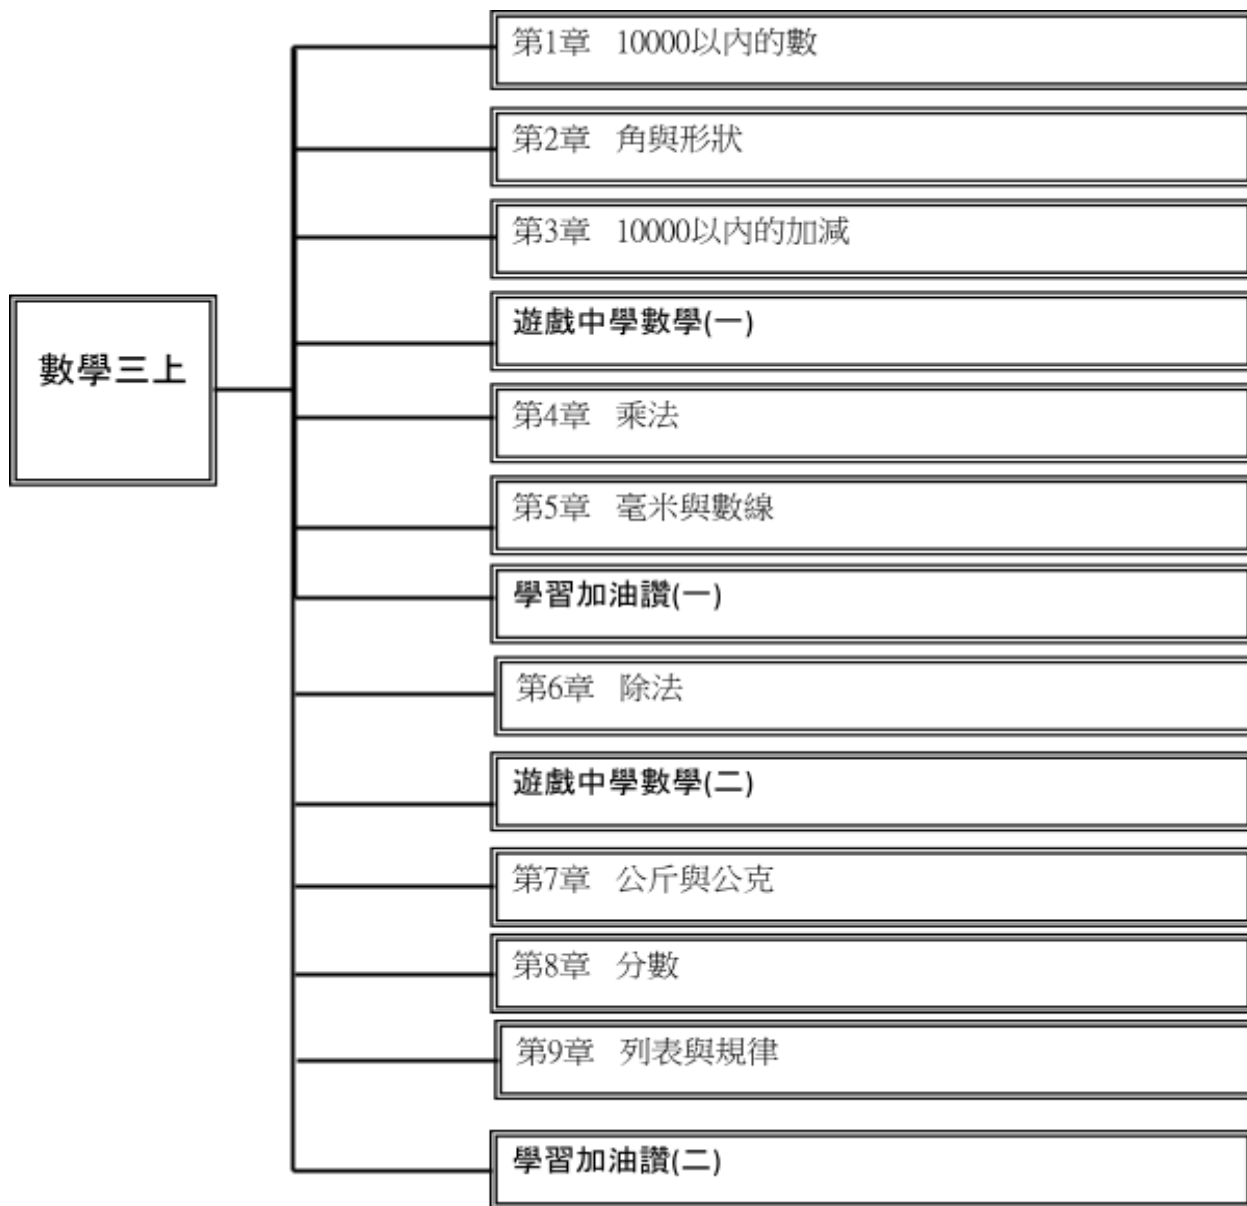 第1章 10000以內的數
第2章 角與形狀
第3章 10000以內的加減
遊戲中學數學(一)
數學三上
第4章 乘法
第5章 毫米與數線
學習加油讚(一)
第6章 除法
遊戲中學數學(二)
第7章 公斤與公克
第8章 分數
第9章 列表與規律
學習加油讚(二)